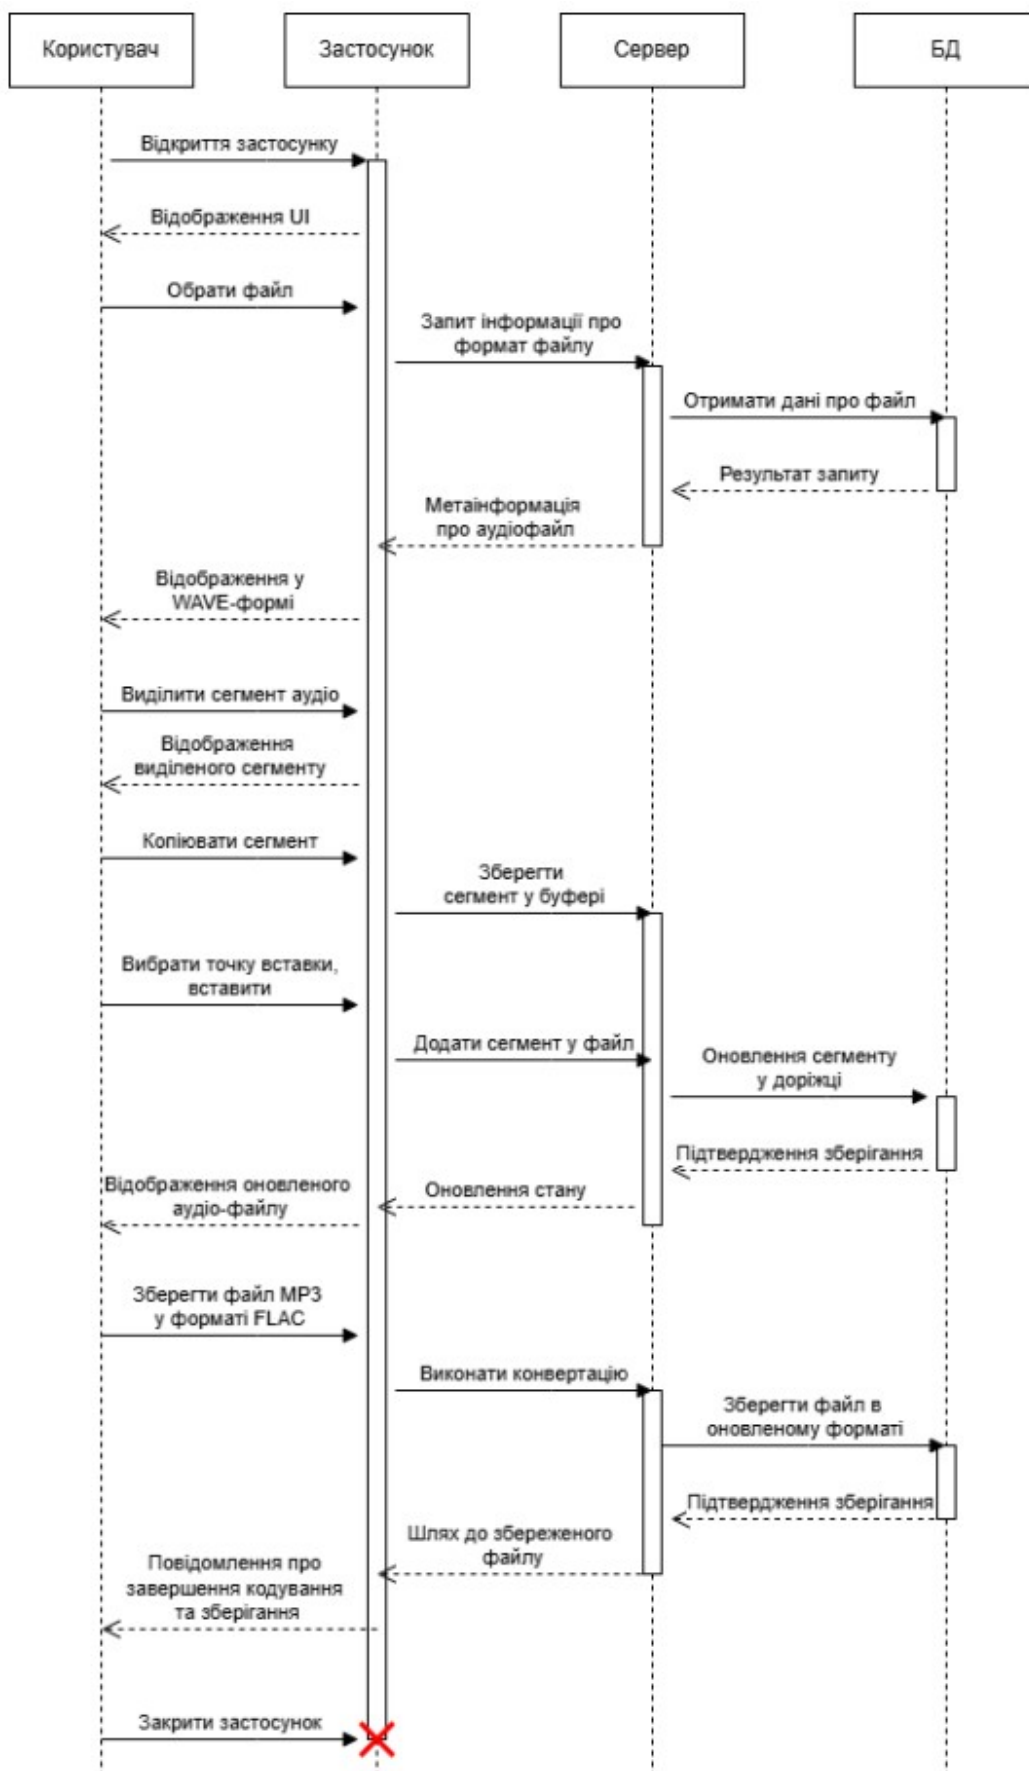 Користувач
Застосунок
Сервер
БД
Відкриття застосунку
Відображення UI
Обрати файл
Запит інформації про
формат файлу
Отримати дані про файл
Результат запиту
Метаінформація
про аудіофайл
Відображення у
WAVE-формі
Виділити сегмент аудіо
Відображення
виділеного сегменту
Копіювати сегмент
Зберегти
сегмент у буфері
Вибрати точку вставки,
вставити
Додати сегмент у файл
Оновлення сегменту
у доріжці
Підтвердження зберігання
Оновлення стану
Відображення оновленого
аудіо-файлу
Зберегти файл MP3
у форматі FLAC
Виконати конвертацію
Зберегти файл в
оновленому форматі
Підтвердження зберігання
Шлях до збереженого
файлу
Повідомлення про
завершення кодування
та зберігання
Закрити застосунок